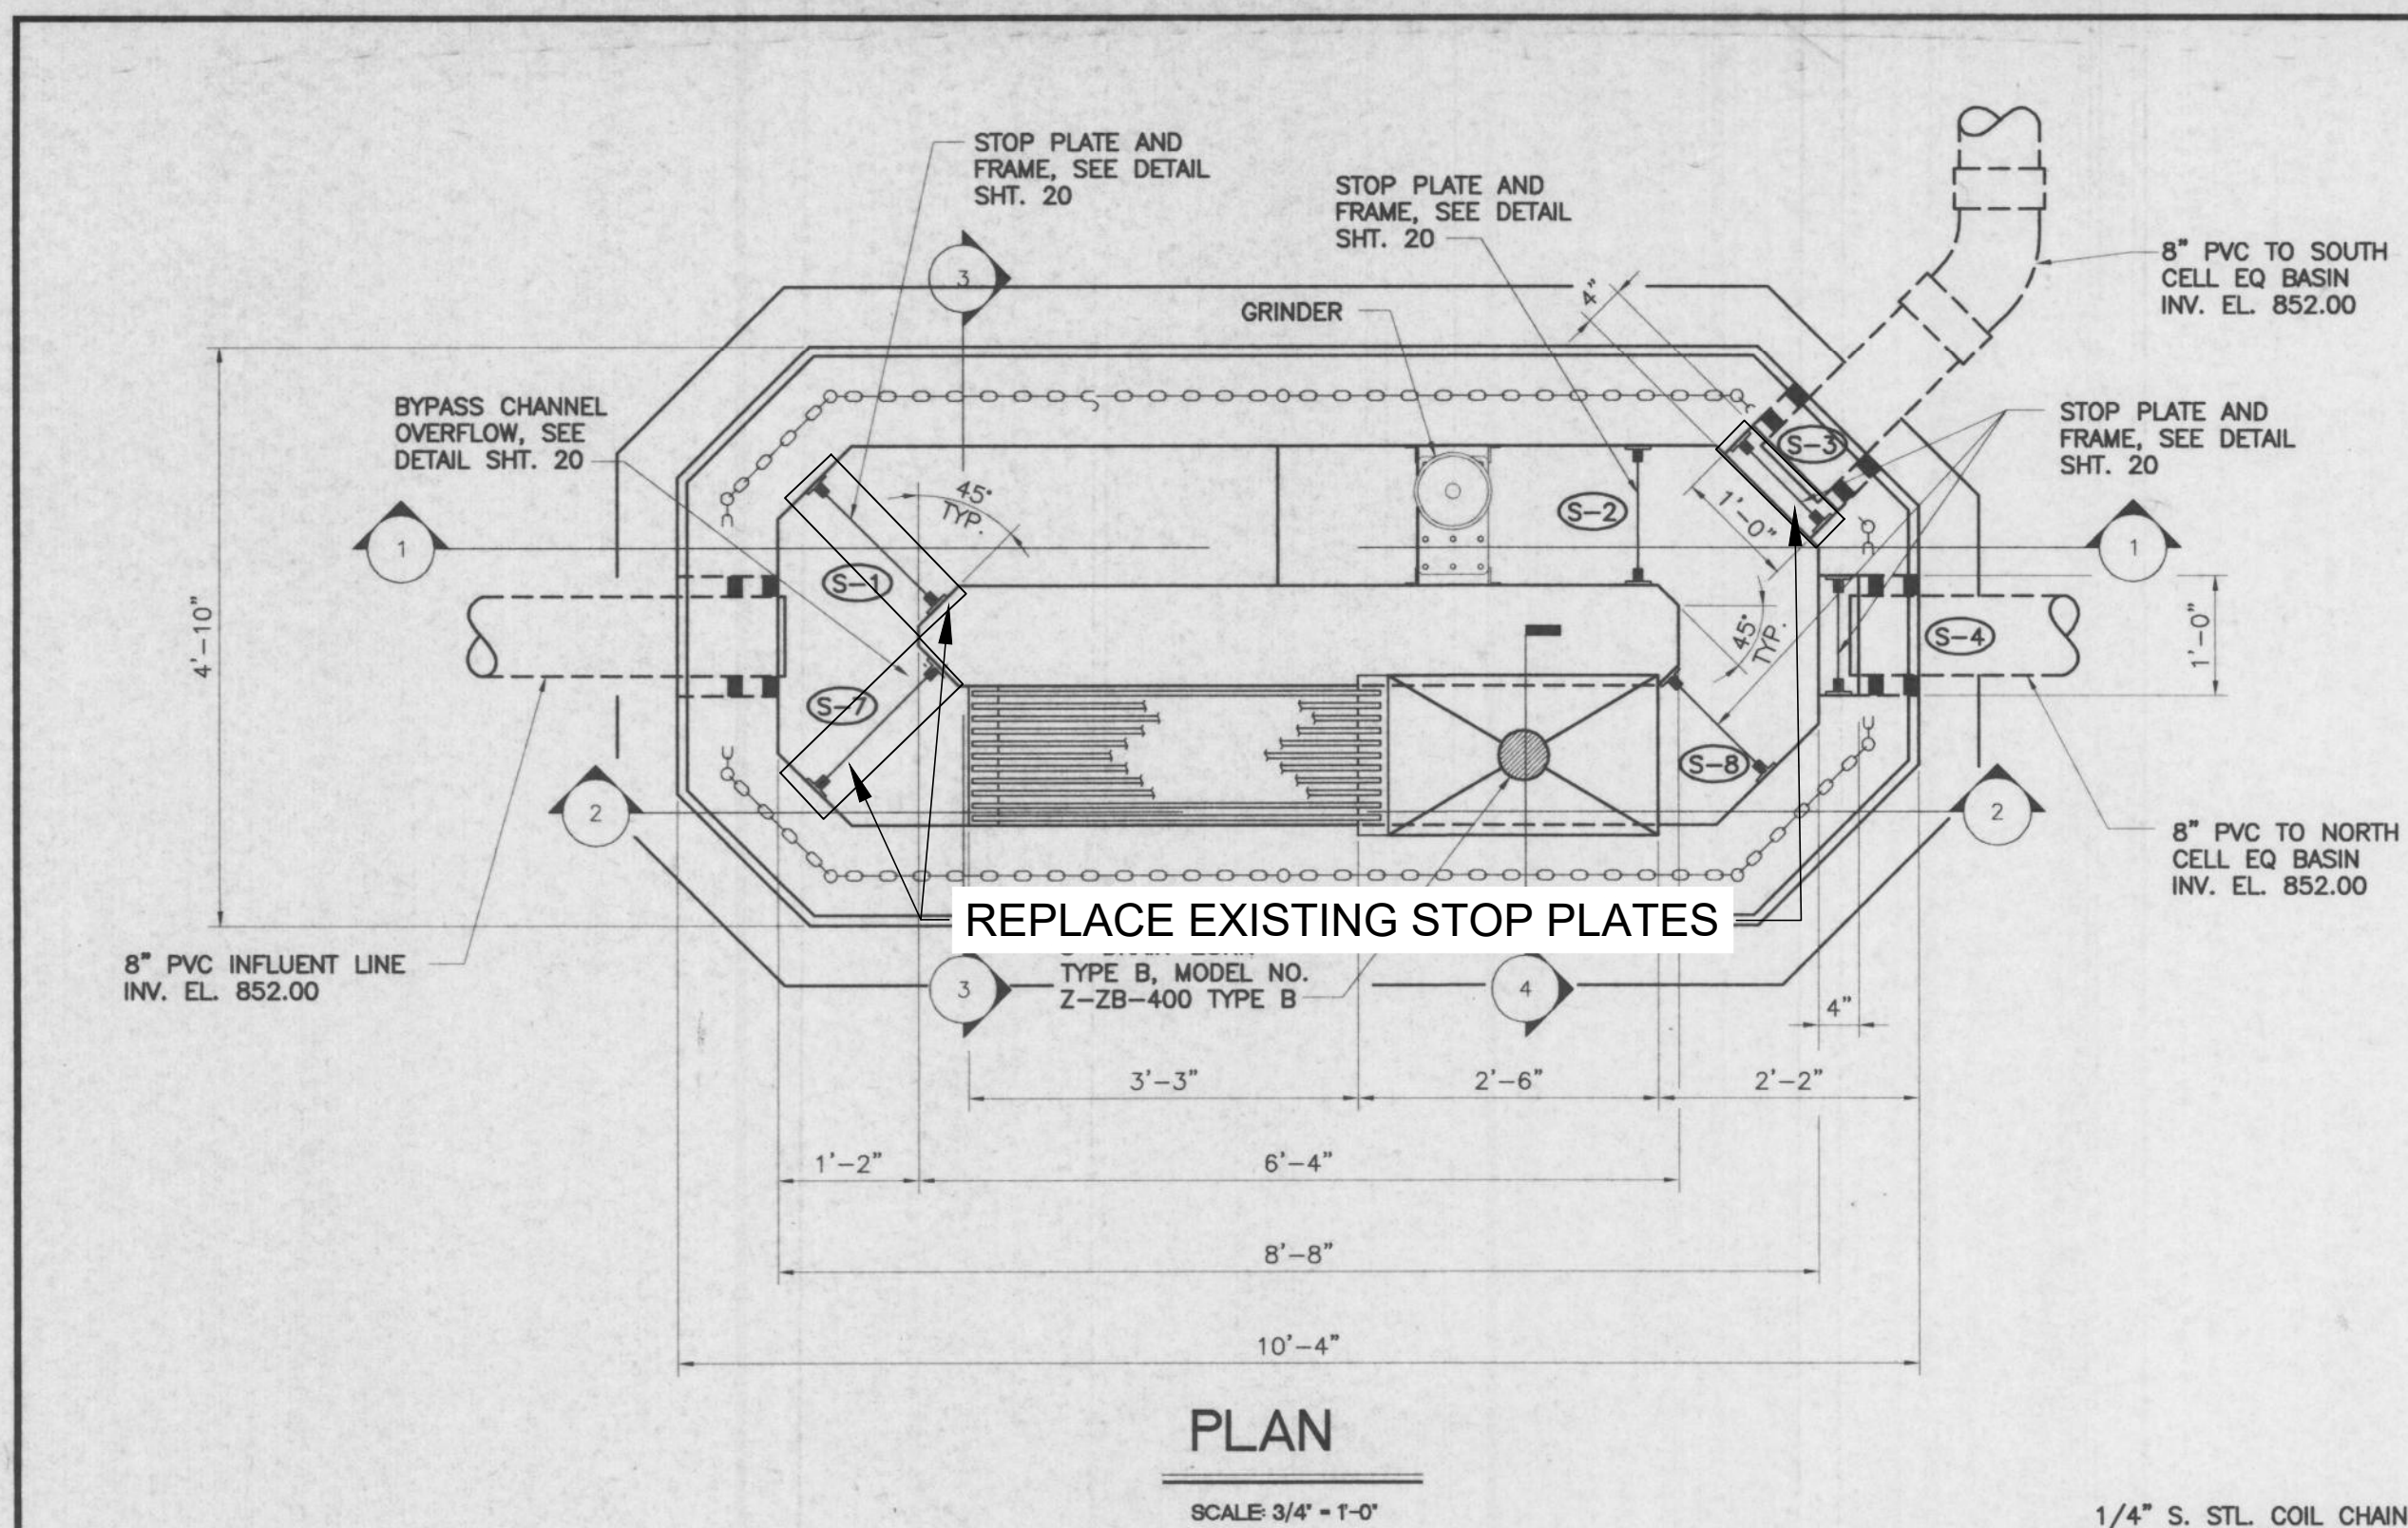 STOP PLATE AND
FRAME, SEE DETAIL
SHT. 20
STOP PLATE AND
FRAME, SEE DETAIL
SHT. 20
8" PVC TO SOUTH
CELL EQ BASIN
INV. EL. 852.00
3
4"
GRINDER
BYPASS CHANNEL
OVERFLOW, SEE
DETAIL SHT. 20
STOP PLATE AND
FRAME, SEE DETAIL
SHT. 20
S-3
45°
TYP.
1'-0"
S-2
1
1
S-1
4'-10"
45°
TYP.
S-4
1'-0"
S-7
S-8
2
2
8" PVC TO NORTH
CELL EQ BASIN
INV. EL. 852.00
REPLACE EXISTING STOP PLATES
8" PVC INFLUENT LINE
INV. EL. 852.00
3
TYPE B, MODEL NO.
Z-ZB-400 TYPE B
4
4"
3'-3"
2'-6"
2'-2"
1'-2"
6'-4"
8'-8"
10'-4"
PLAN
SCALE: 3/4" = 1'-0"
1/4" S. STL. COIL CHAIN